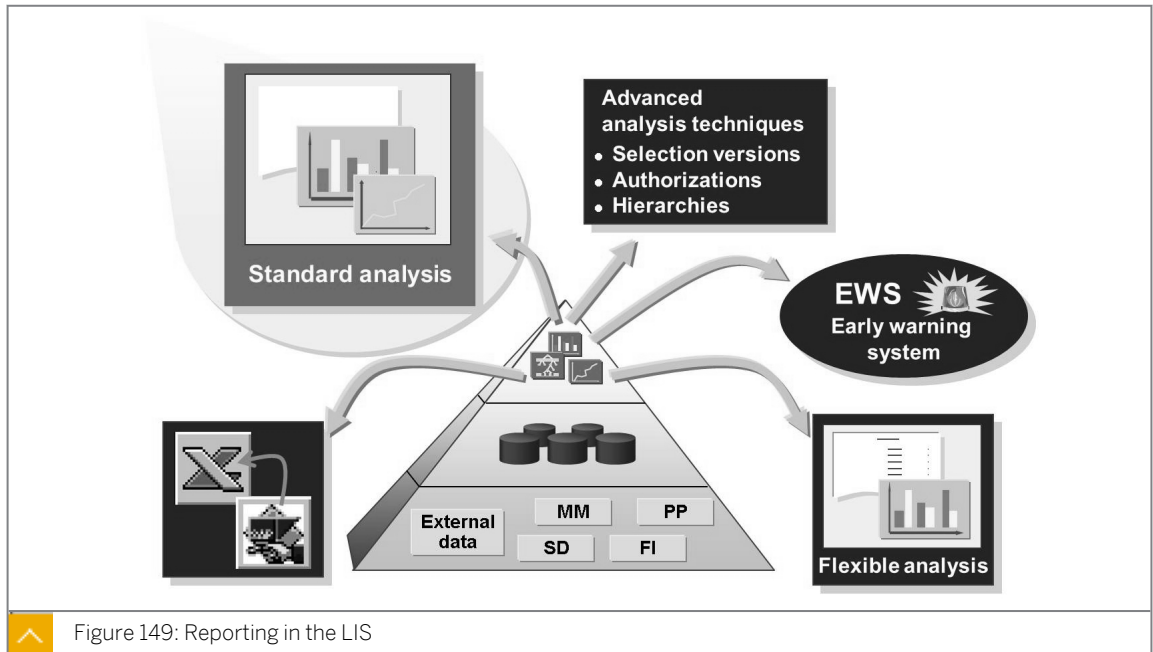 Advanced
analysis techniques
• Selection versions
• Authorizations
• Hierarchies
Standard analysis
EWS
Early warning
system
External
data
MM
PP
SD
FI
Flexible analysis
Figure 149: Reporting in the LIS